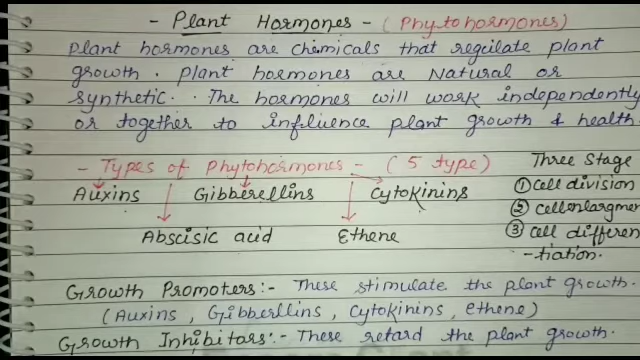 - Plant Hormones - (Phytohormones)
Plant hormones are chemicals that regulate plant
growth. Plant hormones are Natural or
synthetic. The hormones will work independently
or together to influence plant growth & health.
- Types of Phytohormones - (5 type)
Three Stage
Auxins Gibberellins Cytokinins
① cell division
Abscisic acid Ethene
② cell enlargmen
③ cell differen
-tiation.
Growth Promoters:- These stimulate the plant growth.
(Auxins, Gibberllins, cytokinins, ethene)
Growth Inhibitars:- These retard the plant growth.